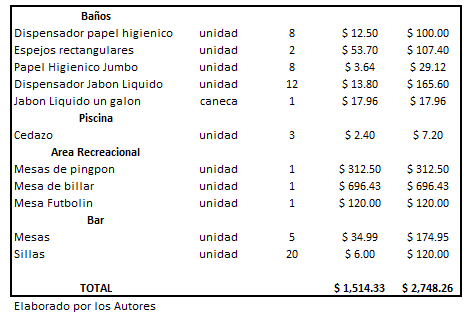 Baños
Dispensador papel higienico unidad 8 $ 12.50 $ 100.00
Espejos rectangulares unidad 2 $ 53.70 $ 107.40
Papel Higienico Jumbo unidad 8 $ 3.64 $ 29.12
Dispensador Jabon Liquido unidad 12 $ 13.80 $ 165.60
Jabon Liquido un galon caneca 1 $ 17.96 $ 17.96
Piscina
Cedazo unidad 3 $ 2.40 $ 7.20
Area Recreacional
Mesas de pingpon unidad 1 $ 312.50 $ 312.50
Mesa de billar unidad 1 $ 696.43 $ 696.43
Mesa Futbolin unidad 1 $ 120.00 $ 120.00
Bar
Mesas unidad 5 $ 34.99 $ 174.95
Sillas unidad 20 $ 6.00 $ 120.00
TOTAL $ 1,514.33 $ 2,748.26
Elaborado por los Autores